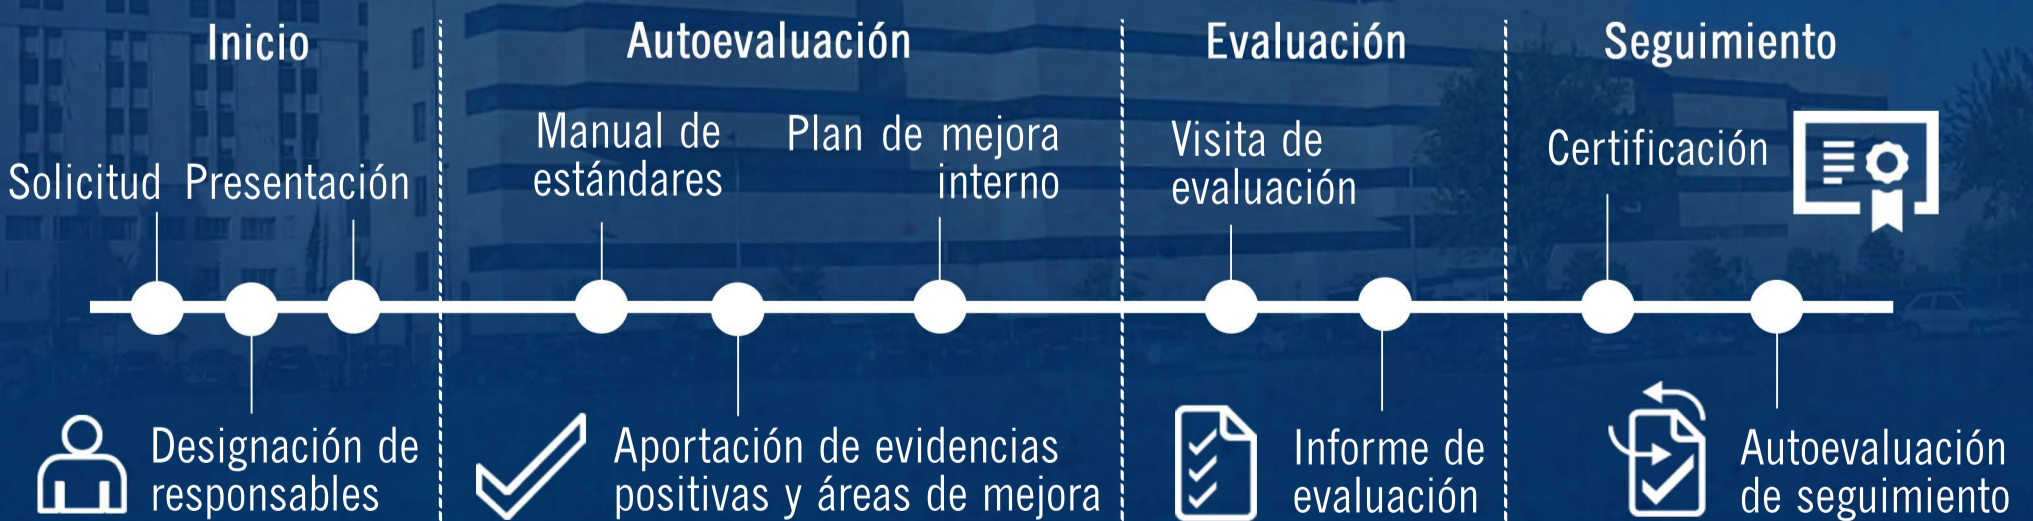 Inicio
Autoevaluación
Evaluación
Seguimiento
Solicitud
Presentación
Manual de
estándares
Plan de mejora
interno
Visita de
evaluación
Certificación
Designación de
responsables
Aportación de evidencias
positivas y áreas de mejora
Informe de
evaluación
Autoevaluación
de seguimiento